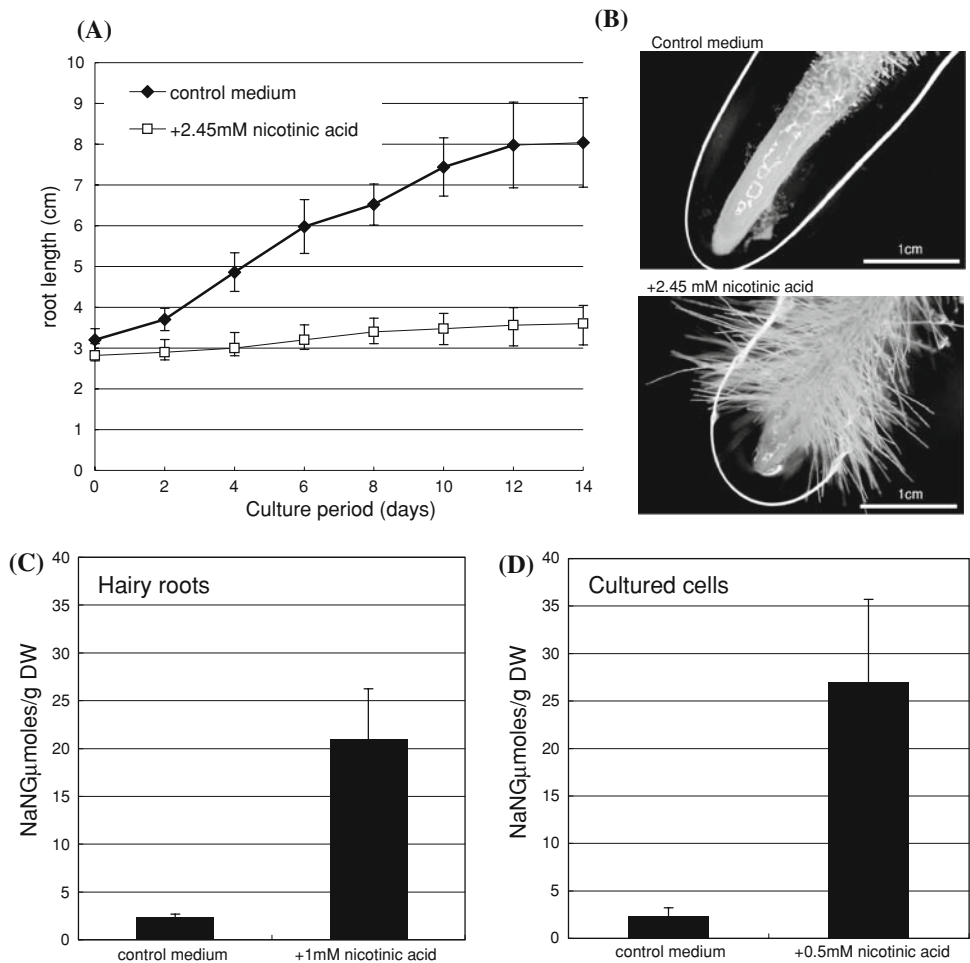 (A)
10
9
8
7
6
5
4
3
2
1
0
root length (cm)
control medium
+2.45mM nicotinic acid
0 2 4 6 8 10 12 14
Culture period (days)
(B)
Control medium
1cm
+2.45 mM nicotinic acid
1cm
(C)
Hairy roots
40
35
30
25
20
15
10
5
0
NaNGμmoles/g DW
control medium +1mM nicotinic acid
(D)
Cultured cells
40
35
30
25
20
15
10
5
0
NaNGμmoles/g DW
control medium +0.5mM nicotinic acid